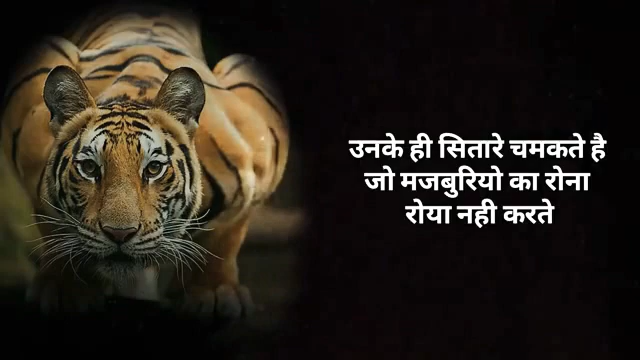 उनके ही सितारे चमकते है
जो मजबुरियो का रोना
रोया नही करते